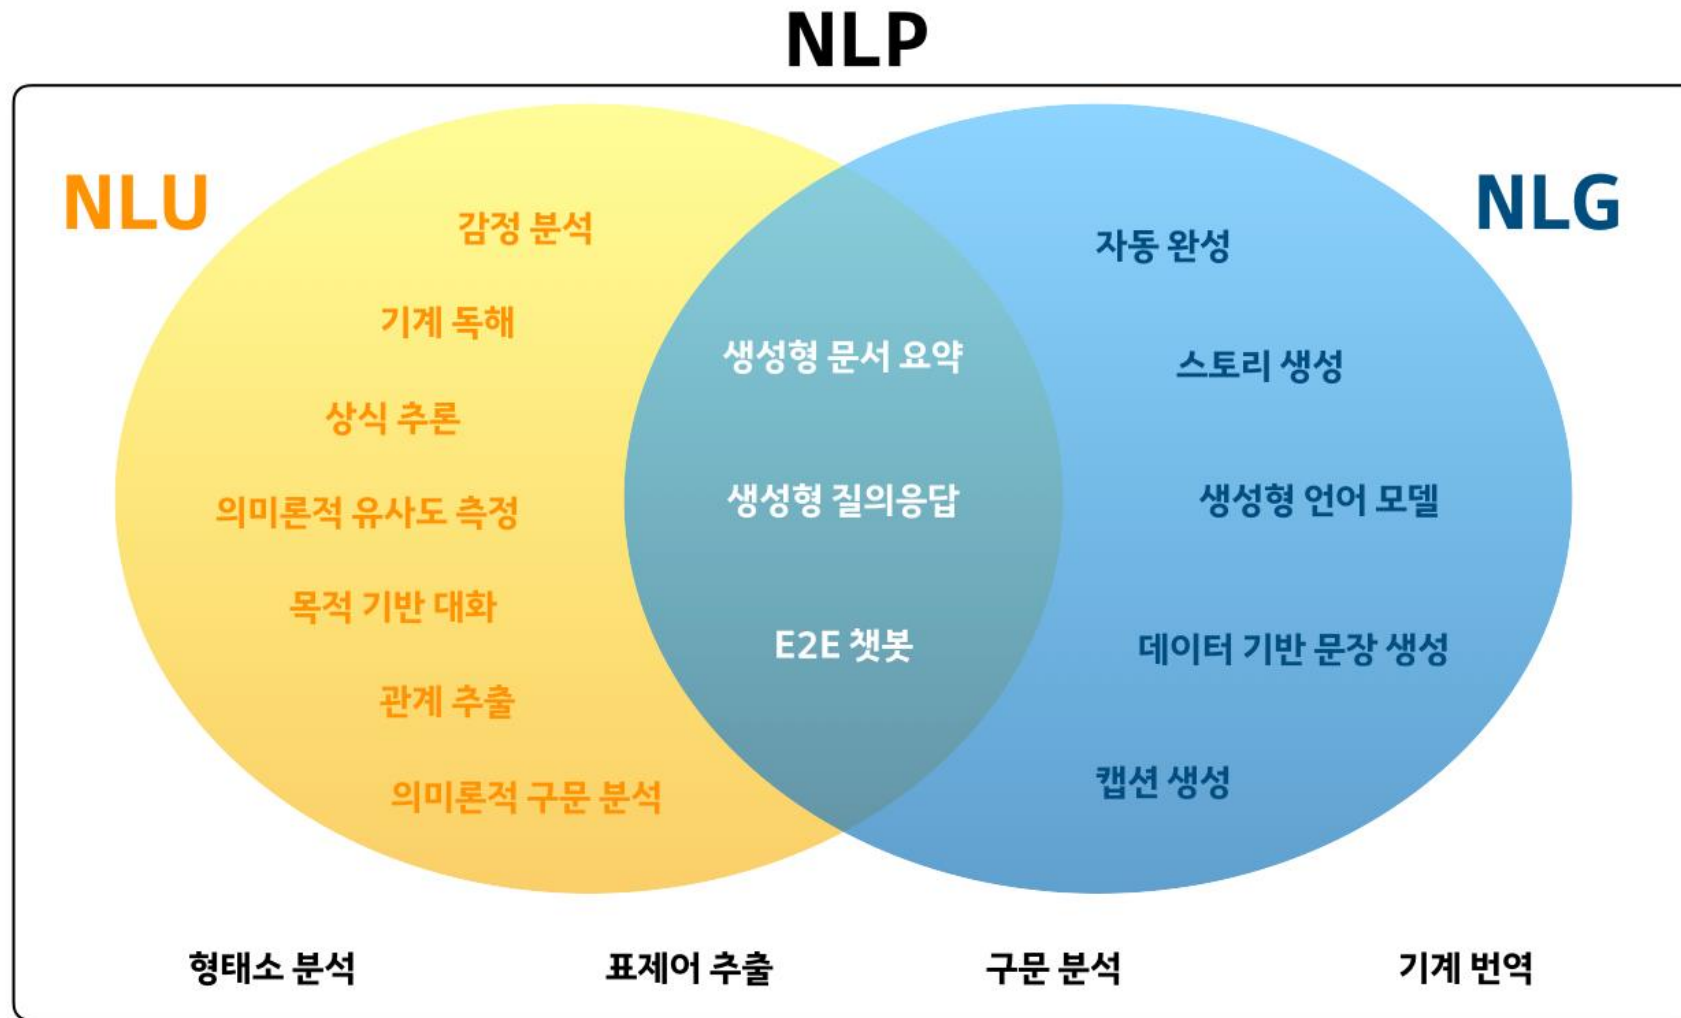 NLP
NLU
감정 분석
기계 독해
상식 추론
의미론적 유사도 측정
목적 기반 대화
관계 추출
의미론적 구문 분석
생성형 문서 요약
생성형 질의응답
E2E 챗봇
NLG
자동 완성
스토리 생성
생성형 언어 모델
데이터 기반 문장 생성
캡션 생성
형태소 분석
표제어 추출
구문 분석
기계 번역